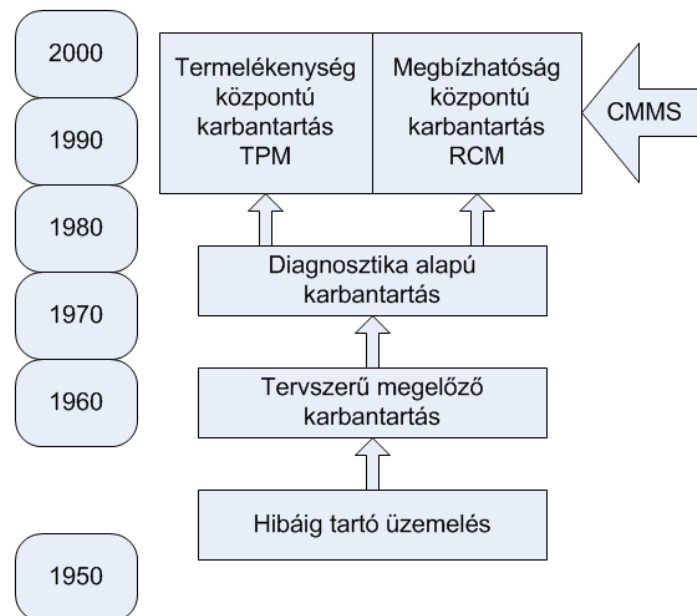 2000
1990
1980
1970
1960
1950
Termelékenység
központú
karbantartás
TPM
Megbízhatóság
központú
karbantartás
RCM
CMMS
Diagnosztika alapú
karbantartás
Tervszerű megelőző
karbantartás
Hibáig tartó üzemelés